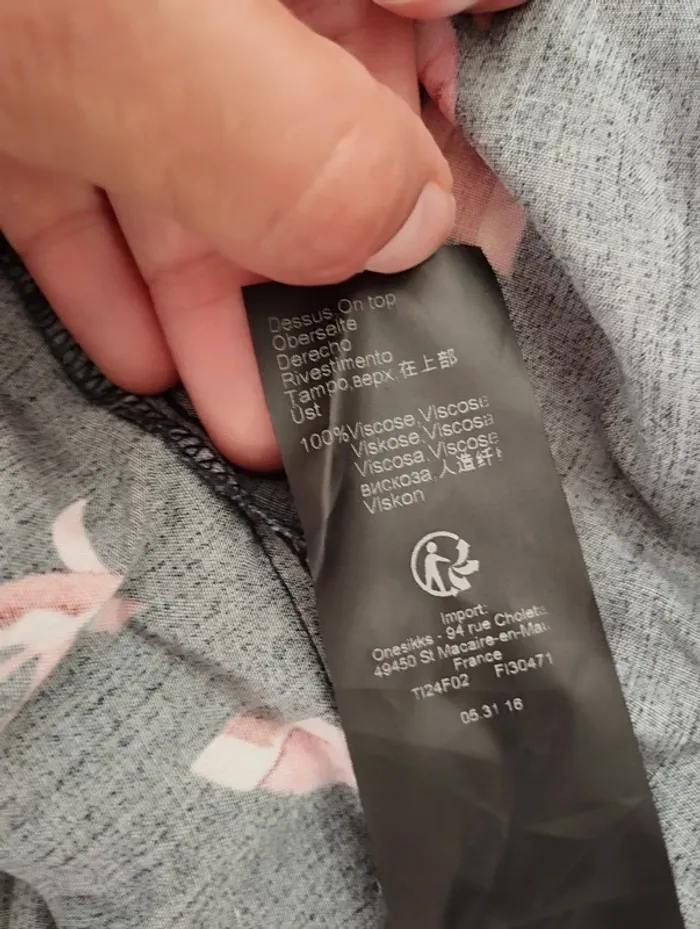 Dessus,On top
Oberseite
Derecho
Rivestimento
Tampo,верх,在上部
Üst
100%Viscose,Viscose
Viskose,Viscosa
Viscosa,Viscose
вискоза,人造纤
Viskon
Import:
Onesikks - 94 rue Choleta
49450 St Macaire-en-Mau
France
TI24F02 FI30471
05.31 16